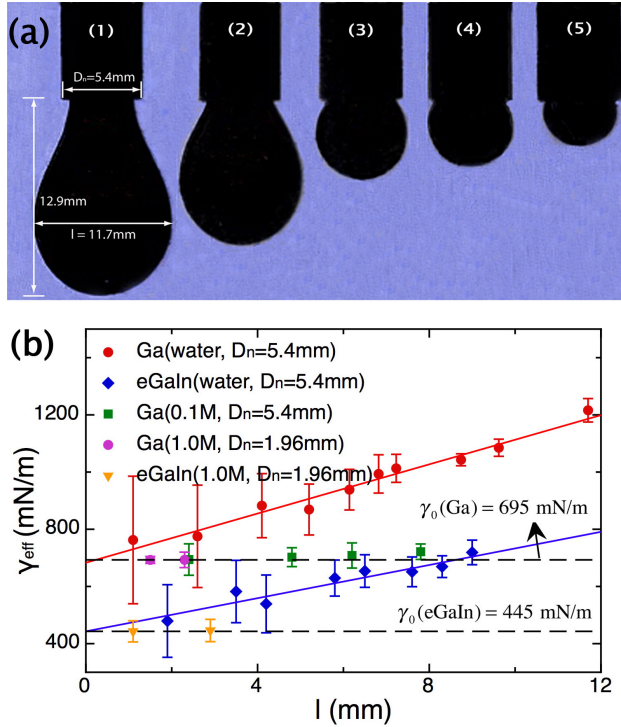 (a)
(1) (2) (3) (4) (5)
Dn=5.4mm
12.9mm
l = 11.7mm
(b)
Ga(water, Dn=5.4mm)
eGaIn(water, Dn=5.4mm)
Ga(0.1M, Dn=5.4mm)
Ga(1.0M, Dn=1.96mm)
eGaIn(1.0M, Dn=1.96mm)
γ0(Ga) = 695 mN/m
γ0(eGaIn) = 445 mN/m
1200
800
400
γeff (mN/m)
0 4 8 12
l (mm)